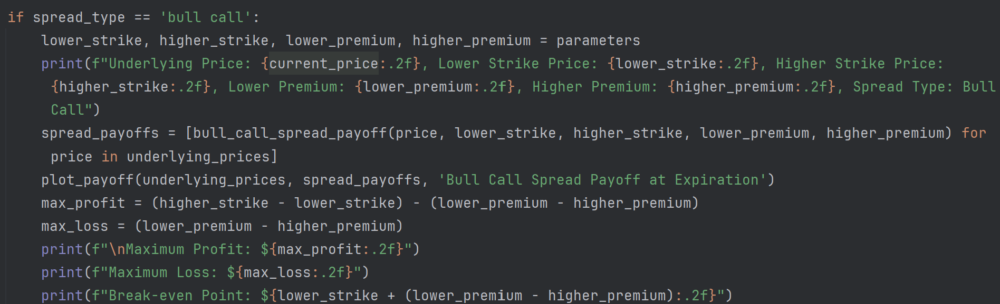 if spread_type == 'bull call':
lower_strike, higher_strike, lower_premium, higher_premium = parameters
print(f"Underlying Price: {current_price:.2f}, Lower Strike Price: {lower_strike:.2f}, Higher Strike Price:
{higher_strike:.2f}, Lower Premium: {lower_premium:.2f}, Higher Premium: {higher_premium:.2f}, Spread Type: Bull
Call")
spread_payoffs = [bull_call_spread_payoff(price, lower_strike, higher_strike, lower_premium, higher_premium) for
price in underlying_prices]
plot_payoff(underlying_prices, spread_payoffs, 'Bull Call Spread Payoff at Expiration')
max_profit = (higher_strike - lower_strike) - (lower_premium - higher_premium)
max_loss = (lower_premium - higher_premium)
print(f"\nMaximum Profit: ${max_profit:.2f}")
print(f"Maximum Loss: ${max_loss:.2f}")
print(f"Break-even Point: ${lower_strike + (lower_premium - higher_premium):.2f}")